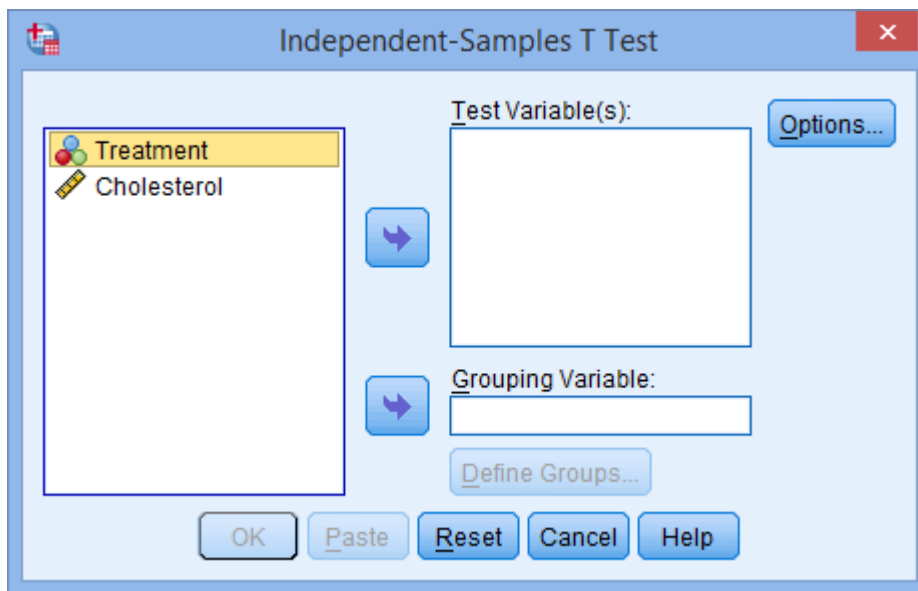 Independent-Samples T Test
Treatment
Cholesterol
Test Variable(s):
Options...
Grouping Variable:
Define Groups...
OK
Paste
Reset
Cancel
Help